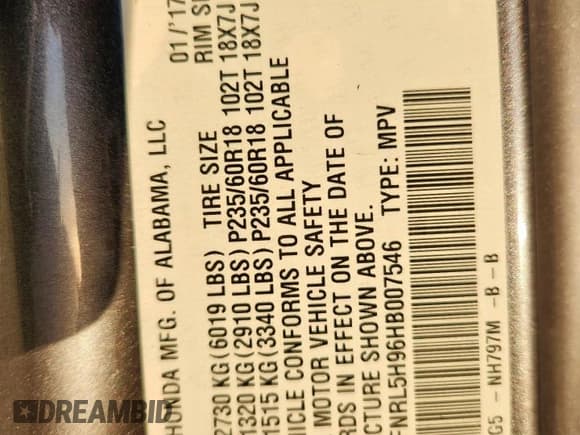 HONDA MFG. OF ALABAMA, LLC 01/'17
2730 KG (6019 LBS) TIRE SIZE RIM SI
1320 KG (2910 LBS) P235/60R18 102T 18X7J
1515 KG (3340 LBS) P235/60R18 102T 18X7J
ICLE CONFORMS TO ALL APPLICABLE
MOTOR VEHICLE SAFETY
RDS IN EFFECT ON THE DATE OF
CTURE SHOWN ABOVE.
FNRL5H96HB007546 TYPE: MPV
G5 - NH797M -B - B
DREAMBID